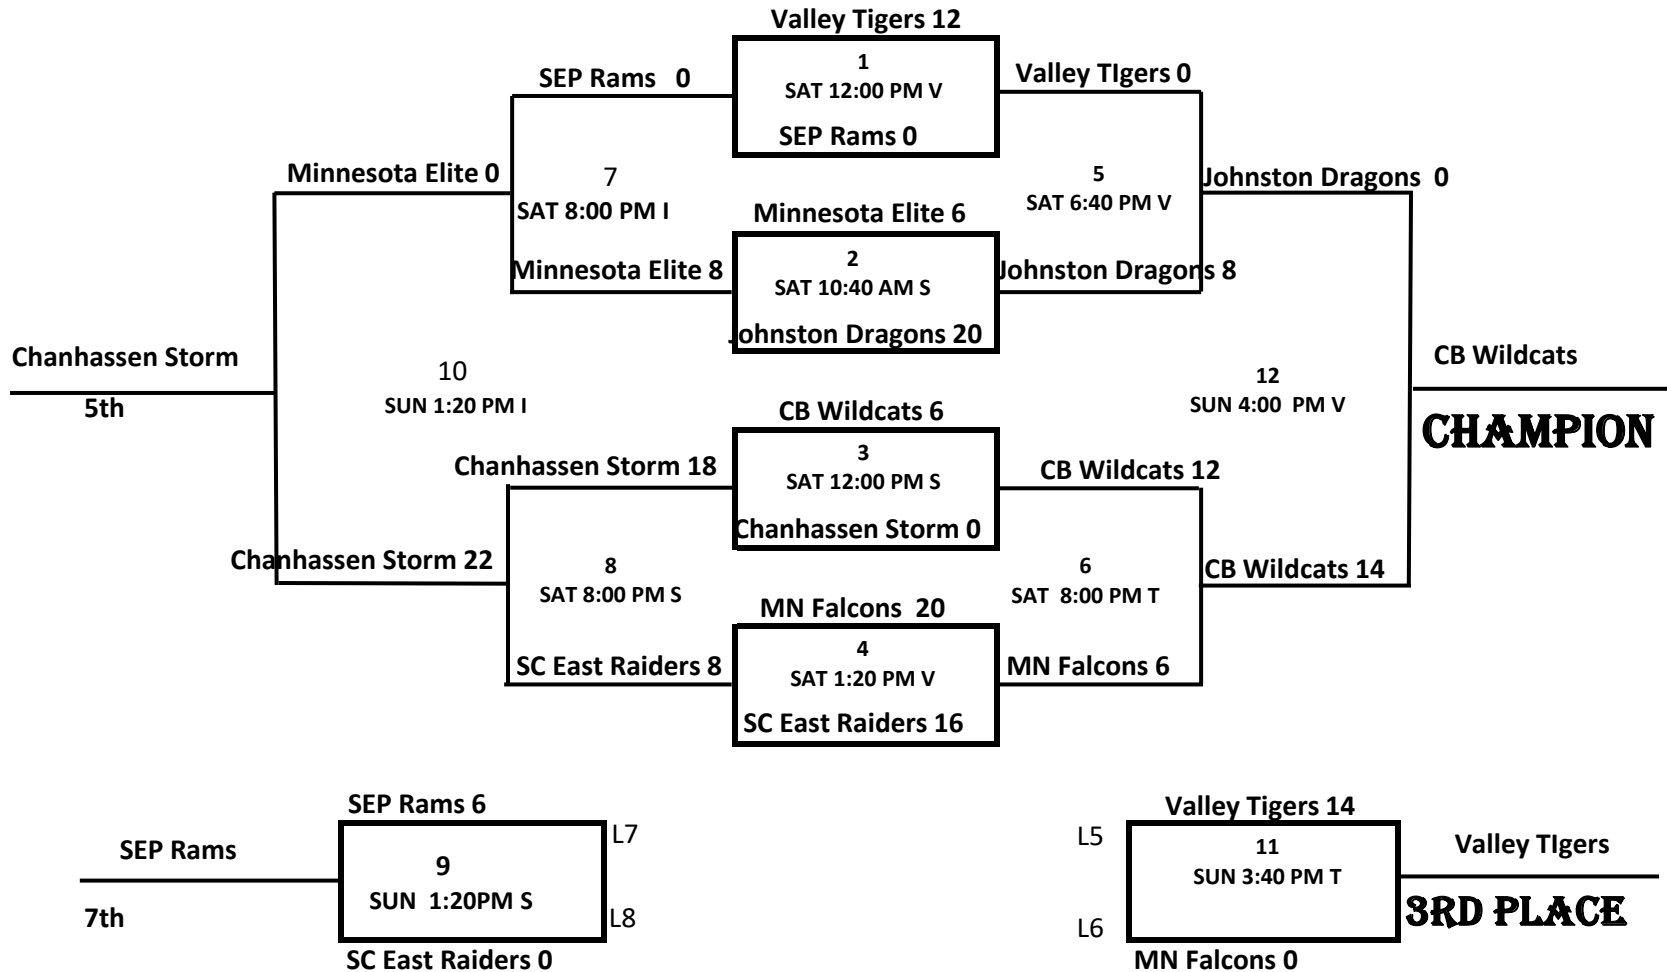 Valley Tigers 12
1
SAT 12:00 PM V
SEP Rams 0
SEP Rams 0
Valley TIgers 0
Minnesota Elite 0
7
SAT 8:00 PM I
5
SAT 6:40 PM V
Johnston Dragons 0
Minnesota Elite 6
2
SAT 10:40 AM S
Johnston Dragons 20
Minnesota Elite 8
Johnston Dragons 8
Chanhassen Storm
5th
10
SUN 1:20 PM I
12
SUN 4:00 PM V
CB Wildcats
CHAMPION
CB Wildcats 6
3
SAT 12:00 PM S
Chanhassen Storm 0
Chanhassen Storm 18
CB Wildcats 12
Chanhassen Storm 22
8
SAT 8:00 PM S
6
SAT 8:00 PM T
CB Wildcats 14
MN Falcons 20
4
SAT 1:20 PM V
SC East Raiders 16
SC East Raiders 8
MN Falcons 6
SEP Rams 6
L7
SEP Rams
7th
9
SUN 1:20PM S
L8
SC East Raiders 0
Valley Tigers 14
L5
11
SUN 3:40 PM T
Valley TIgers
3RD PLACE
L6
MN Falcons 0